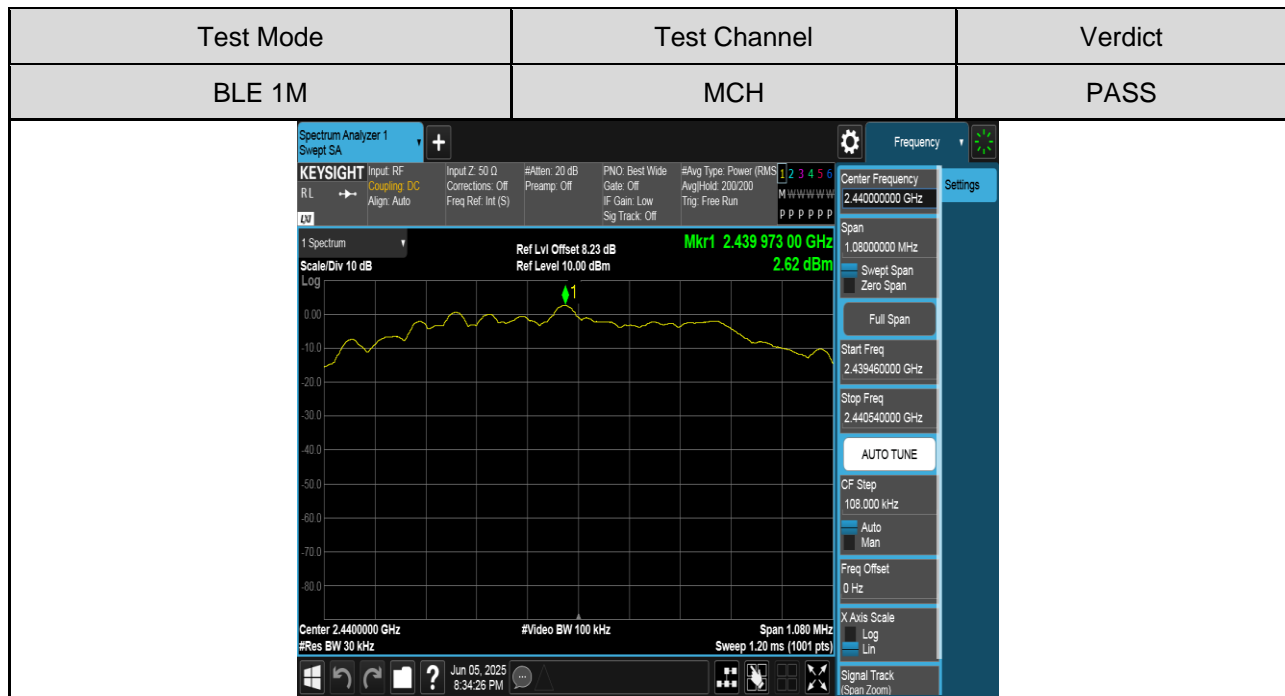 Test Mode
Test Channel
Verdict
BLE 1M
MCH
PASS
Spectrum Analyzer 1
Swept SA
+
Frequency
KEYSIGHT
RL
LXI
Input: RF
Coupling: DC
Align: Auto
Input Z: 50 Ω
Corrections: Off
Freq Ref: Int (S)
#Atten: 20 dB
Preamp: Off
PNO: Best Wide
Gate: Off
IF Gain: Low
Sig Track: Off
#Avg Type: Power (RMS
Avg|Hold: 200/200
Trig: Free Run
1 2 3 4 5 6
M W W W W W
P P P P P P
1 Spectrum
Scale/Div 10 dB
Ref Lvl Offset 8.23 dB
Ref Level 10.00 dBm
Mkr1 2.439 973 00 GHz
2.62 dBm
Log
1
0.00
-10.0
-20.0
-30.0
-40.0
-50.0
-60.0
-70.0
-80.0
Center 2.4400000 GHz
#Res BW 30 kHz
#Video BW 100 kHz
Span 1.080 MHz
Sweep 1.20 ms (1001 pts)
?
Jun 05, 2025
8:34:26 PM
Center Frequency
2.440000000 GHz
Settings
Span
1.08000000 MHz
Swept Span
Zero Span
Full Span
Start Freq
2.439460000 GHz
Stop Freq
2.440540000 GHz
AUTO TUNE
CF Step
108.000 kHz
Auto
Man
Freq Offset
0 Hz
X Axis Scale
Log
Lin
Signal Track
(Span Zoom)